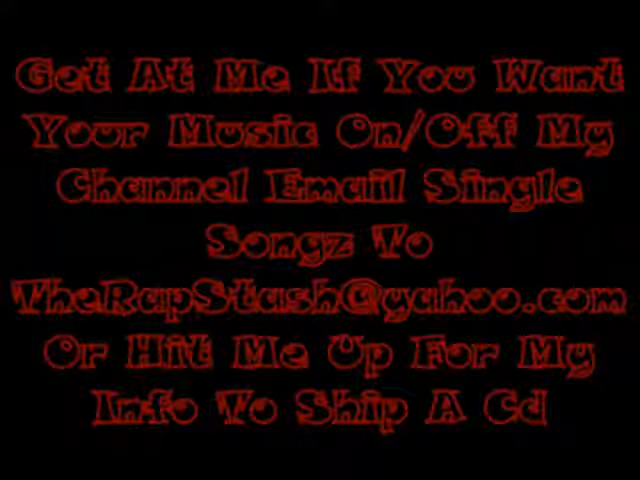 Get At Me If You Want
Your Music On/Off My
Channel Email Single
Songz To
TheRapStash@yahoo.com
Or Hit Me Up For My
Info To Ship A Cd